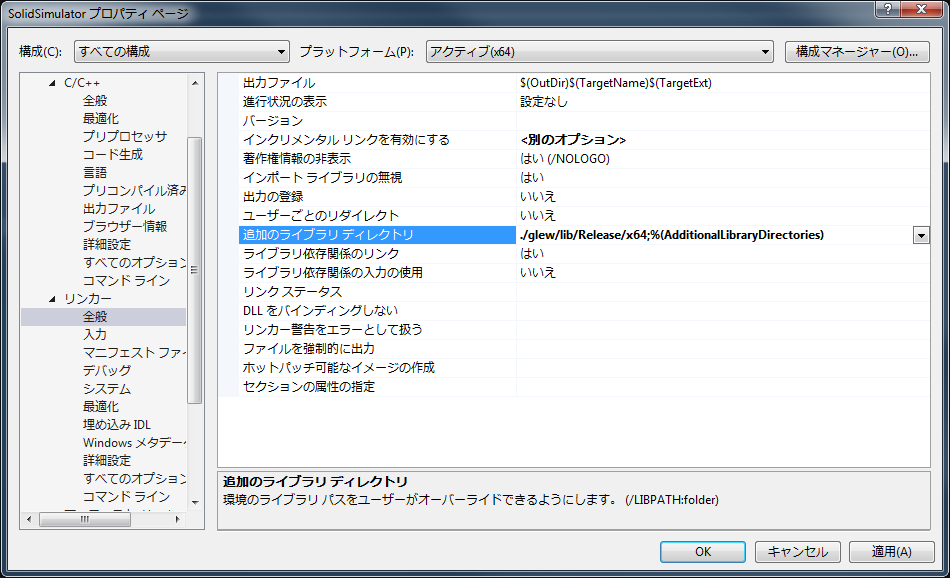 SolidSimulator プロパティ ページ
構成(C): すべての構成 プラットフォーム(P): アクティブ(x64) 構成マネージャー(O)...
C/C++
全般
最適化
プリプロセッサ
コード生成
言語
プリコンパイル済み
出力ファイル
ブラウザー情報
詳細設定
すべてのオプション
コマンド ライン
リンカー
全般
入力
マニフェスト ファイ
デバッグ
システム
最適化
埋め込み IDL
Windows メタデー
詳細設定
すべてのオプション
コマンド ライン
出力ファイル $(OutDir)$(TargetName)$(TargetExt)
進行状況の表示 設定なし
バージョン
インクリメンタル リンクを有効にする <別のオプション>
著作権情報の非表示 はい (/NOLOGO)
インポート ライブラリの無視 はい
出力の登録 いいえ
ユーザーごとのリダイレクト いいえ
追加のライブラリ ディレクトリ ./glew/lib/Release/x64;%(AdditionalLibraryDirectories)
ライブラリ依存関係のリンク はい
ライブラリ依存関係の入力の使用 いいえ
リンク ステータス
DLL をバインディングしない
リンカー警告をエラーとして扱う
ファイルを強制的に出力
ホットパッチ可能なイメージの作成
セクションの属性の指定
追加のライブラリ ディレクトリ
環境のライブラリ パスをユーザーがオーバーライドできるようにします。 (/LIBPATH:folder)
OK キャンセル 適用(A)